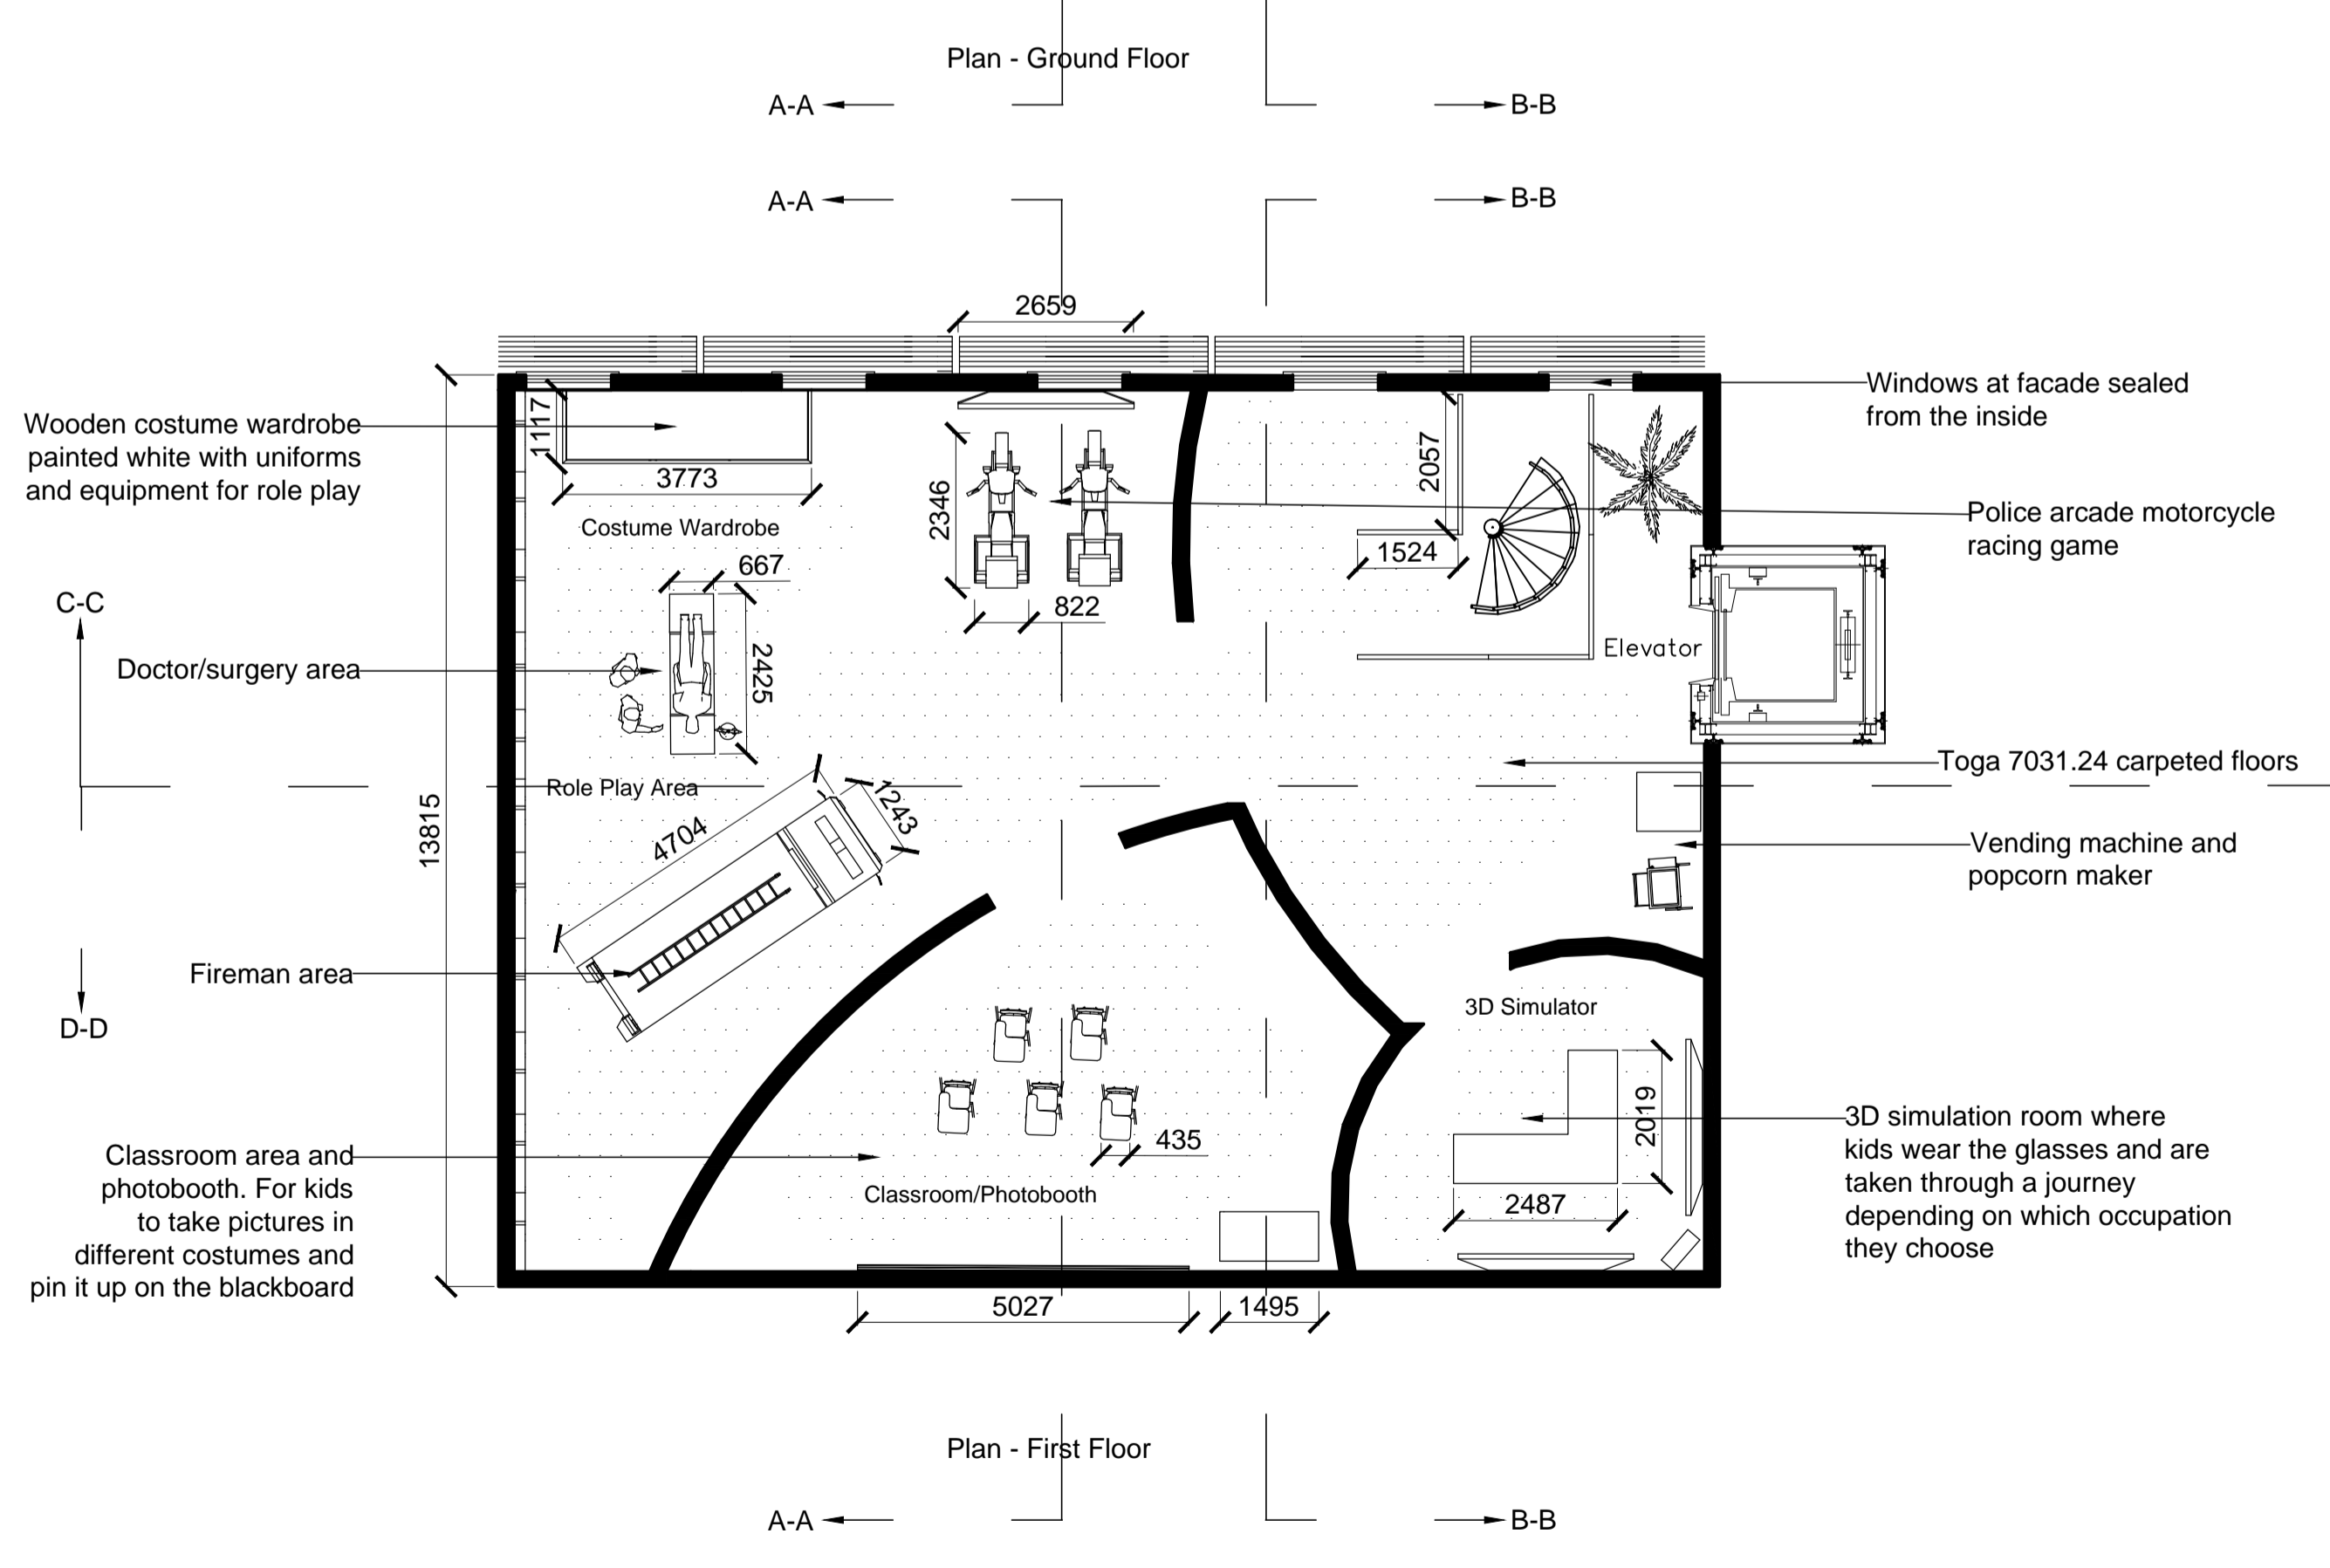 Plan - Ground Floor
A-A
B-B
A-A
B-B
2659
Windows at facade sealed
from the inside
Wooden costume wardrobe
painted white with uniforms
and equipment for role play
1117
3773
2057
2346
Police arcade motorcycle
racing game
Costume Wardrobe
1524
667
822
C-C
Elevator
Doctor/surgery area
2425
Toga 7031.24 carpeted floors
Role Play Area
1243
4704
13815
Vending machine and
popcorn maker
Fireman area
D-D
3D Simulator
2019
3D simulation room where
kids wear the glasses and are
taken through a journey
depending on which occupation
they choose
435
Classroom area and
photobooth. For kids
to take pictures in
different costumes and
pin it up on the blackboard
Classroom/Photobooth
2487
5027
1495
Plan - First Floor
A-A
B-B